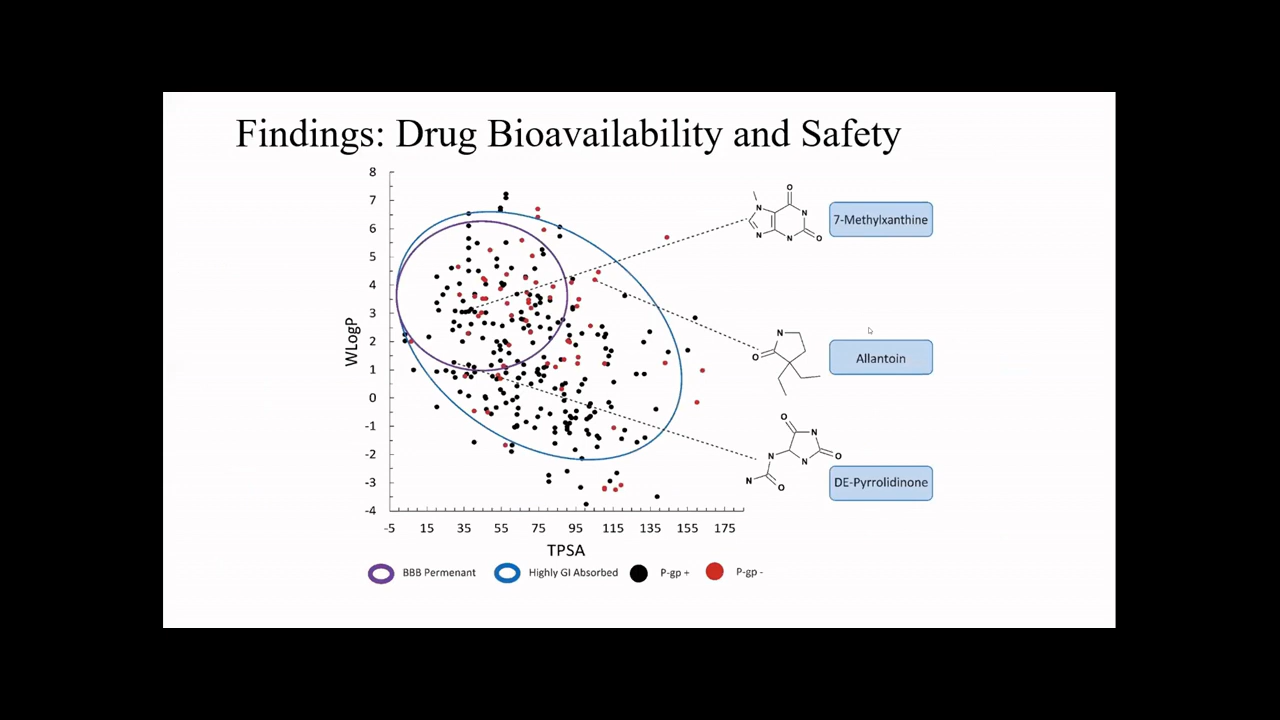 Findings: Drug Bioavailability and Safety
8
7
6
5
4
3
2
1
0
-1
-2
-3
-4
WLogP
-5 15 35 55 75 95 115 135 155 175
TPSA
BBB Permenant
Highly GI Absorbed
P-gp +
P-gp -
O
N
N
N
N
O
7-Methylxanthine
N
O
Allantoin
O
N
O
N
N
N
O
DE-Pyrrolidinone